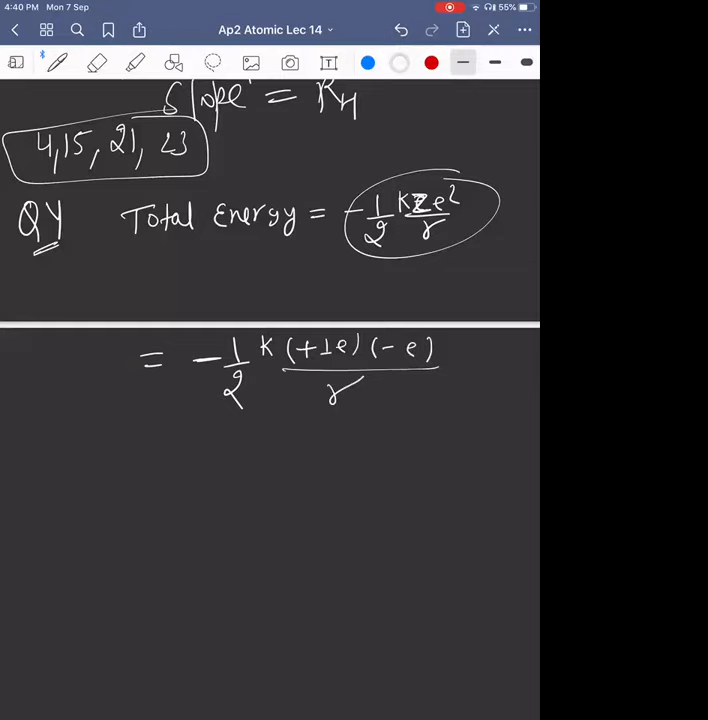 4:40 PM Mon 7 Sep 55%
Ap2 Atomic Lec 14
Slope = RH
4,15, 21, 23
Q4 Total Energy = -1/2 KZe²/r
= -1/2 K(+1e)(-e)/r